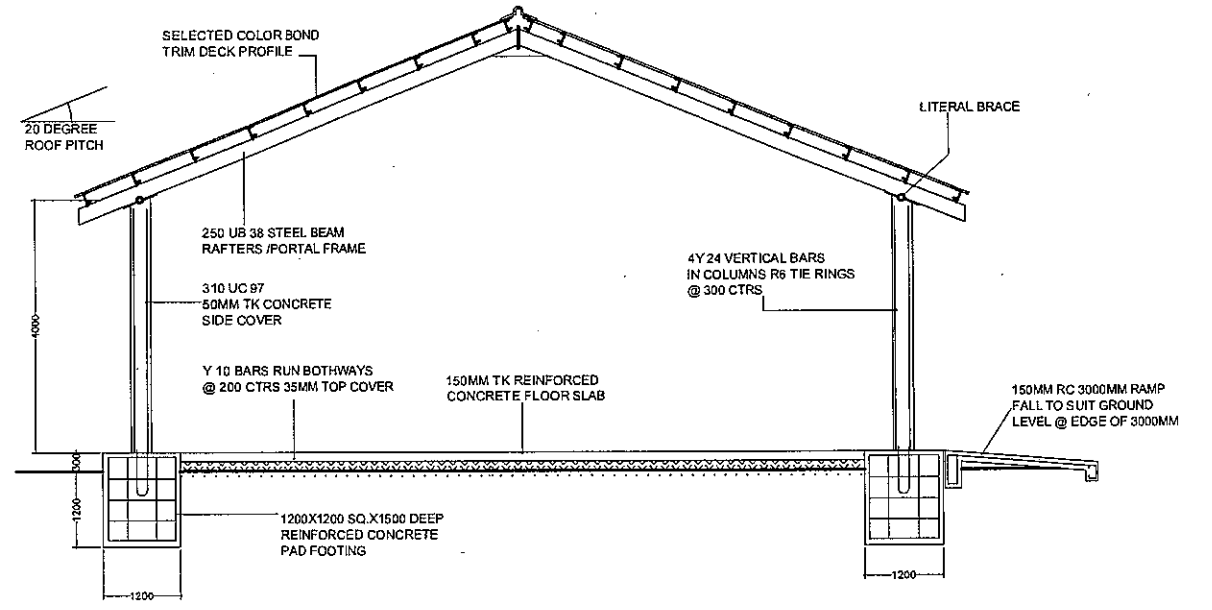 SELECTED COLOR BOND
TRIM DECK PROFILE
20 DEGREE
ROOF PITCH
LITERAL BRACE
250 UB 38 STEEL BEAM
RAFTERS /PORTAL FRAME
310 UC 97
50MM TK CONCRETE
SIDE COVER
4Y 24 VERTICAL BARS
IN COLUMNS R6 TIE RINGS
@ 300 CTRS
4000
Y 10 BARS RUN BOTHWAYS
@ 200 CTRS 35MM TOP COVER
150MM TK REINFORCED
CONCRETE FLOOR SLAB
150MM RC 3000MM RAMP
FALL TO SUIT GROUND
LEVEL @ EDGE OF 3000MM
300
1200
1200X1200 SQ.X1500 DEEP
REINFORCED CONCRETE
PAD FOOTING
1200
1200